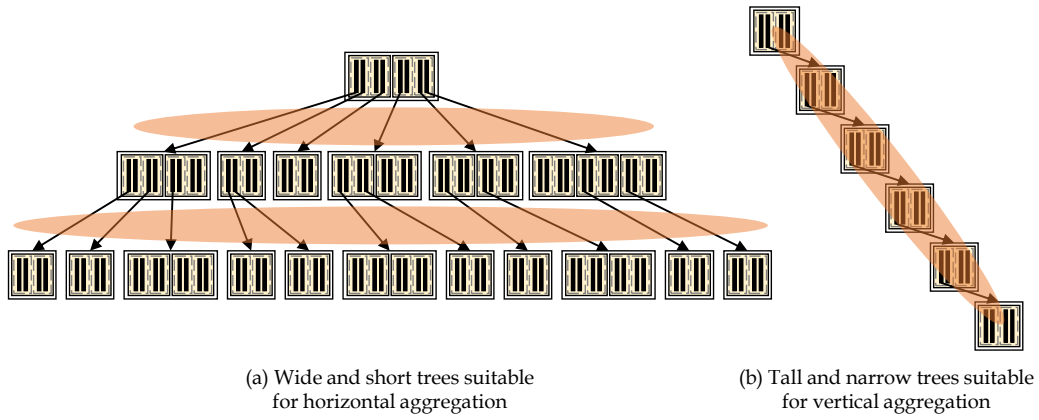 (a) Wide and short trees suitable
for horizontal aggregation
(b) Tall and narrow trees suitable
for vertical aggregation